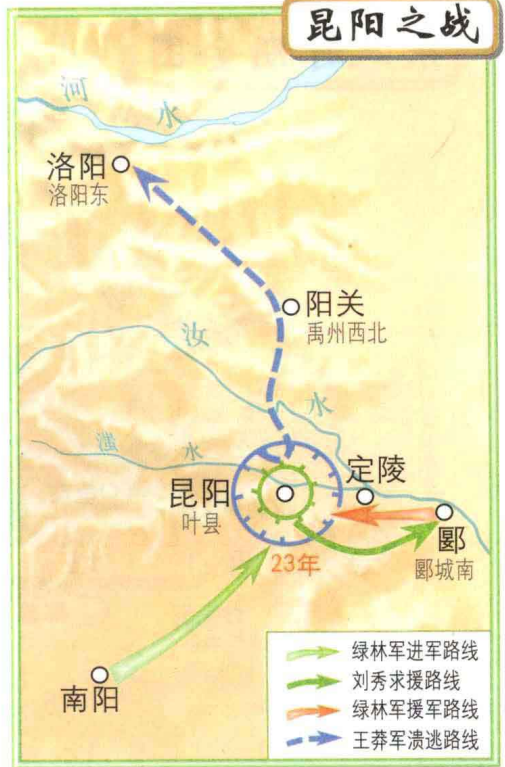 昆阳之战
河
水
洛阳
洛阳东
阳关
禹州西北
汝
水
滍
水
昆阳
叶县
定陵
郾
郾城南
23年
南阳
绿林军进军路线
刘秀求援路线
绿林军援军路线
王莽军溃逃路线